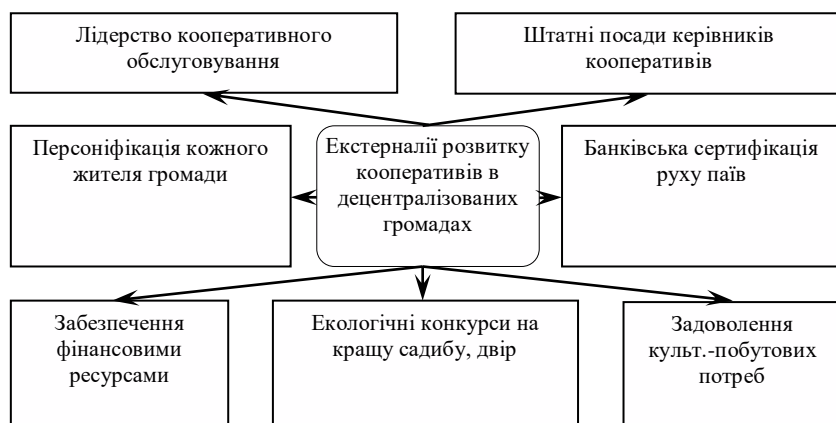 Лідерство кооперативного
обслуговування
Штатні посади керівників
кооперативів
Персоніфікація кожного
жителя громади
Екстерналії розвитку
кооперативів в
децентралізованих
громадах
Банківська сертифікація
руху паїв
Забезпечення
фінансовими
ресурсами
Екологічні конкурси на
кращу садибу, двір
Задоволення
культ.-побутових
потреб